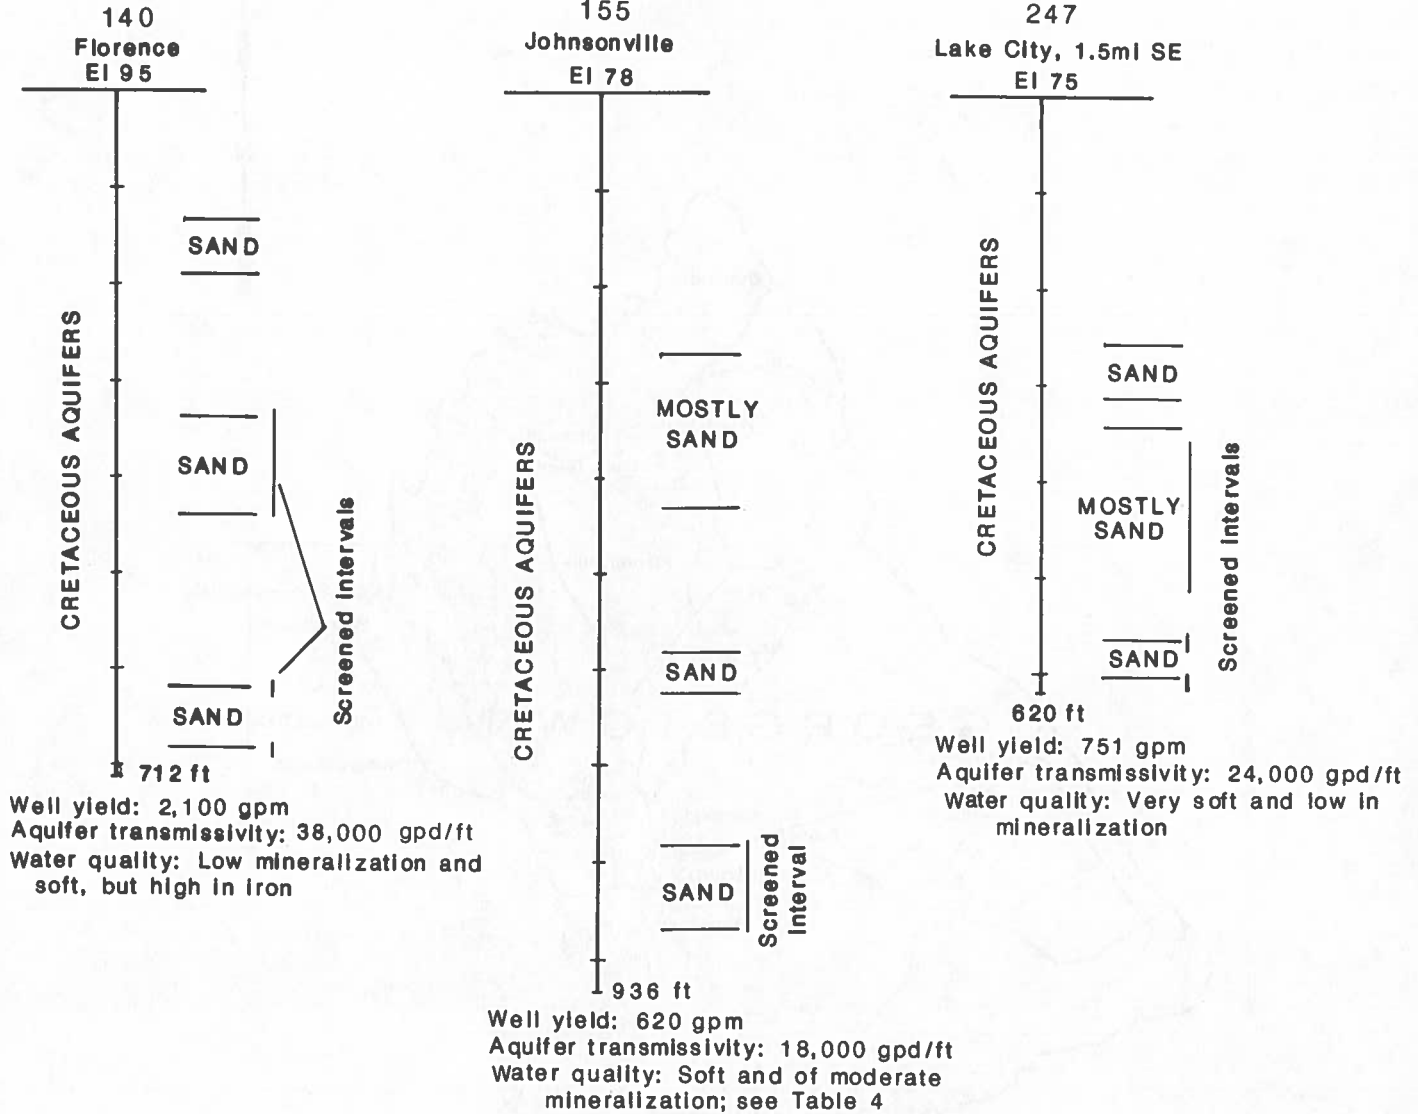 140
Florence
El 95
CRETACEOUS AQUIFERS
SAND
SAND
SAND
Screened Intervals
712 ft
Well yield: 2,100 gpm
Aquifer transmissivity: 38,000 gpd/ft
Water quality: Low mineralization and
soft, but high in iron
155
Johnsonville
El 78
CRETACEOUS AQUIFERS
MOSTLY
SAND
SAND
SAND
Screened
Interval
936 ft
Well yield: 620 gpm
Aquifer transmissivity: 18,000 gpd/ft
Water quality: Soft and of moderate
mineralization; see Table 4
247
Lake City, 1.5mi SE
El 75
CRETACEOUS AQUIFERS
SAND
MOSTLY
SAND
SAND
Screened Intervals
620 ft
Well yield: 751 gpm
Aquifer transmissivity: 24,000 gpd/ft
Water quality: Very soft and low in
mineralization